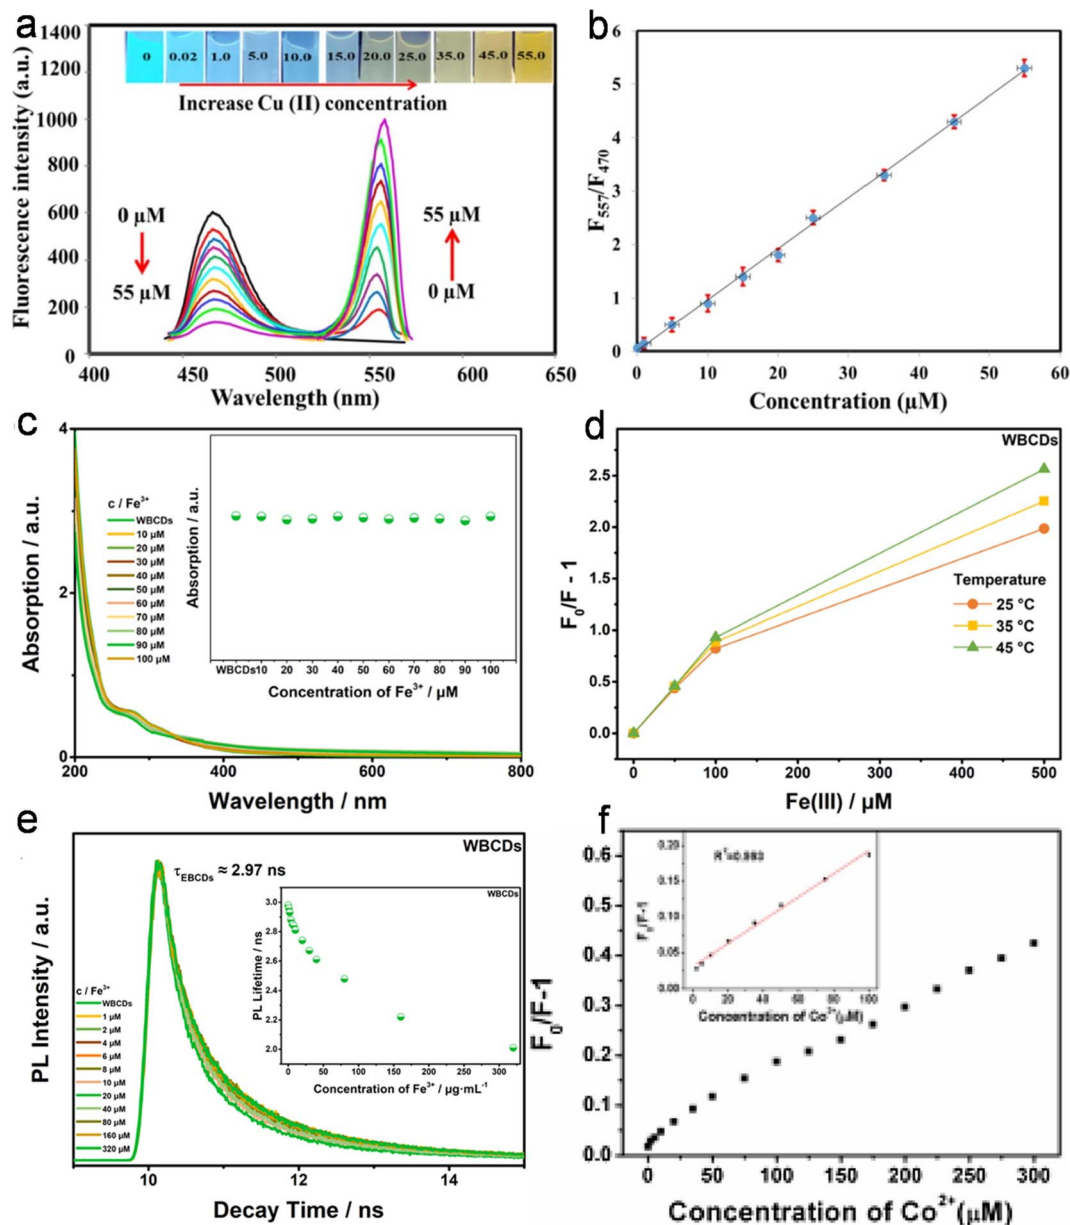 a
1400
1200
1000
800
600
400
200
0
Fluorescence intensity (a.u.)
0 0.02 1.0 5.0 10.0 15.0 20.0 25.0 35.0 45.0 55.0
Increase Cu (II) concentration
0 µM
55 µM
55 µM
0 µM
400 450 500 550 600 650
Wavelength (nm)
b
6
5
4
3
2
1
0
F557/F470
0 10 20 30 40 50 60
Concentration (µM)
c
4
2
0
Absorption / a.u.
c / Fe³⁺
WBCDs
10 µM
20 µM
30 µM
40 µM
50 µM
60 µM
70 µM
80 µM
90 µM
100 µM
Absorption / a.u.
WBCDs 10 20 30 40 50 60 70 80 90 100
Concentration of Fe³⁺ / µM
200 400 600 800
Wavelength / nm
d
WBCDs
2.5
2.0
1.5
1.0
0.5
0.0
F₀/F - 1
Temperature
25 °C
35 °C
45 °C
0 100 200 300 400 500
Fe(III) / µM
e
WBCDs
τEBCDs ≈ 2.97 ns
PL Intensity / a.u.
c / Fe³⁺
WBCDs
1 µM
2 µM
4 µM
6 µM
8 µM
10 µM
20 µM
40 µM
80 µM
160 µM
320 µM
WBCDs
3.0
2.8
2.6
2.4
2.2
2.0
PL Lifetime / ns
0 50 100 150 200 250 300
Concentration of Fe³⁺ / µg·mL⁻¹
10 12 14
Decay Time / ns
f
0.6
0.5
0.4
0.3
0.2
0.1
0.0
F₀/F-1
0.20
0.15
0.10
0.05
0.00
F₀/F-1
R²=0.993
0 20 40 60 80 100
Concentration of Co²⁺(µM)
0 50 100 150 200 250 300
Concentration of Co²⁺(µM)